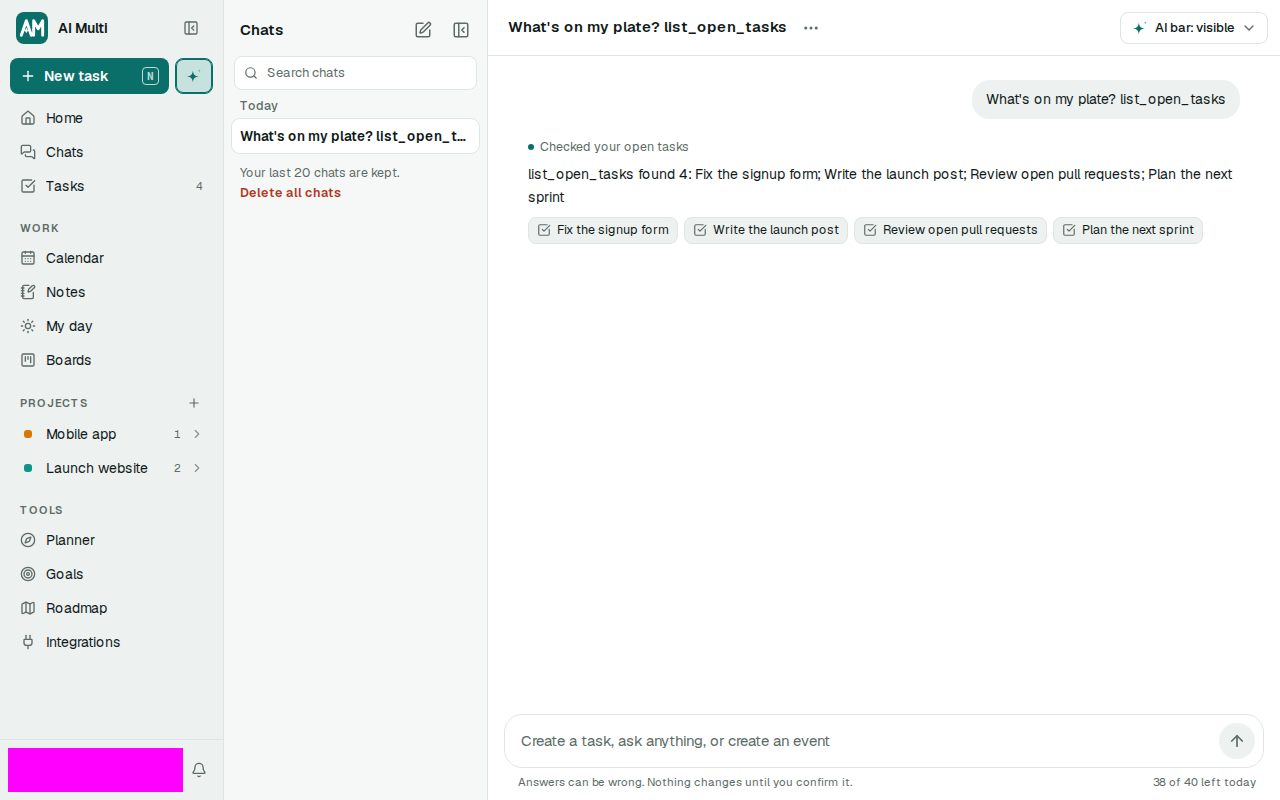 AM
AI Multi
New task
N
Home
Chats
Tasks
4
WORK
Calendar
Notes
My day
Boards
PROJECTS
Mobile app
1
Launch website
2
TOOLS
Planner
Goals
Roadmap
Integrations
Chats
Search chats
Today
What's on my plate? list_open_t...
Your last 20 chats are kept.
Delete all chats
What's on my plate? list_open_tasks
AI bar: visible
What's on my plate? list_open_tasks
Checked your open tasks
list_open_tasks found 4: Fix the signup form; Write the launch post; Review open pull requests; Plan the next
sprint
Fix the signup form
Write the launch post
Review open pull requests
Plan the next sprint
Create a task, ask anything, or create an event
Answers can be wrong. Nothing changes until you confirm it.
38 of 40 left today